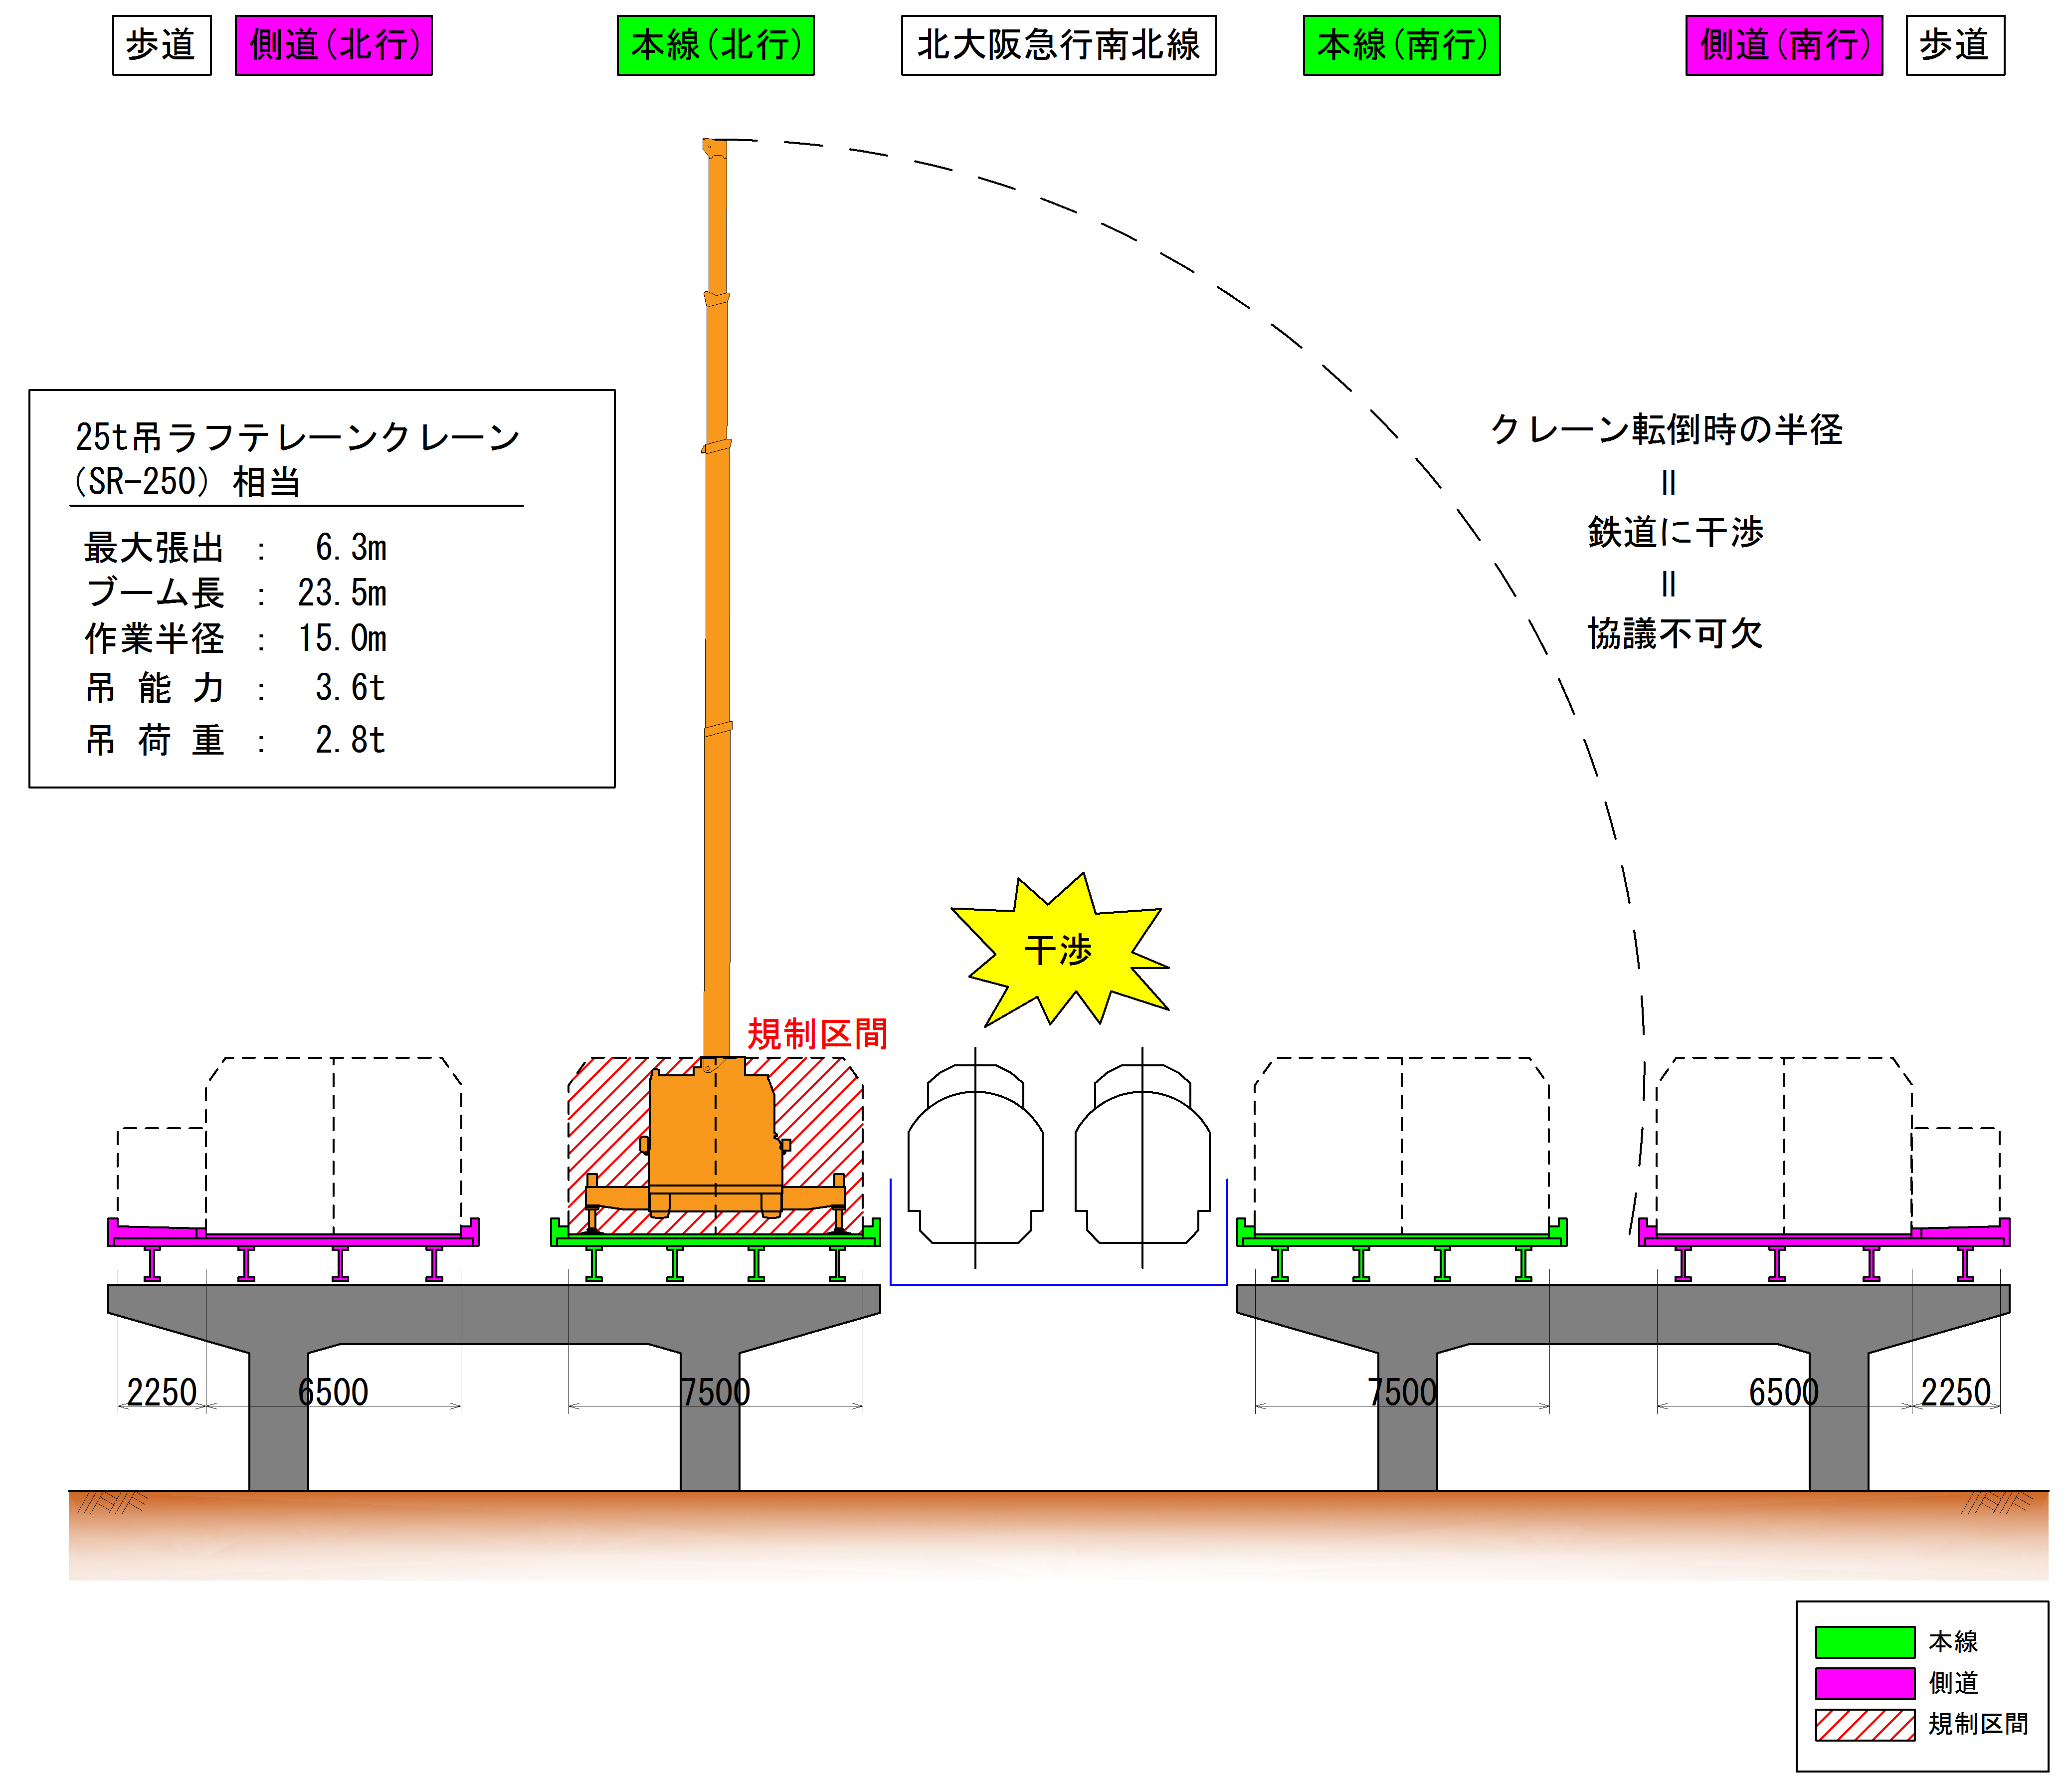 歩道
側道(北行)
本線(北行)
北大阪急行南北線
本線(南行)
側道(南行)
歩道
25t吊ラフテレーンクレーン
(SR-250) 相当
最大張出 : 6.3m
ブーム長 : 23.5m
作業半径 : 15.0m
吊 能 力 : 3.6t
吊 荷 重 : 2.8t
クレーン転倒時の半径
॥
鉄道に干渉
॥
協議不可欠
干渉
規制区間
2250
6500
7500
7500
6500
2250
本線
側道
規制区間